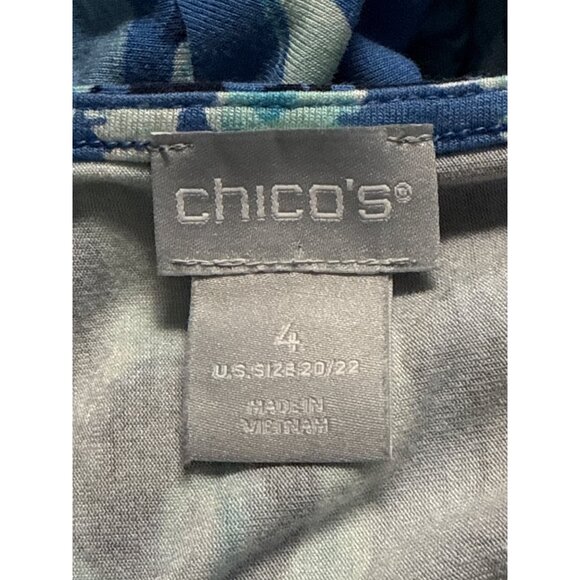 chico's®
4
U.S. SIZE 20/22
MADE IN
VIETNAM